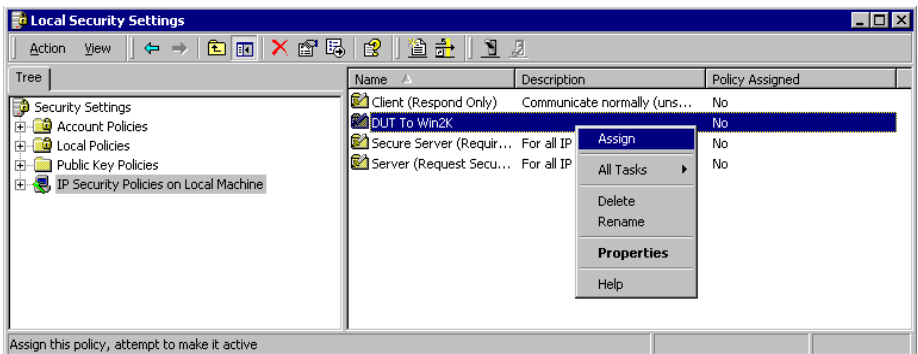 Local Security Settings
Action View
Tree
Name Description Policy Assigned
Security Settings
Account Policies
Local Policies
Public Key Policies
IP Security Policies on Local Machine
Client (Respond Only) Communicate normally (uns... No
DUT To Win2K No
Secure Server (Requir... For all IP No
Server (Request Secu... For all IP No
Assign
All Tasks
Delete
Rename
Properties
Help
Assign this policy, attempt to make it active